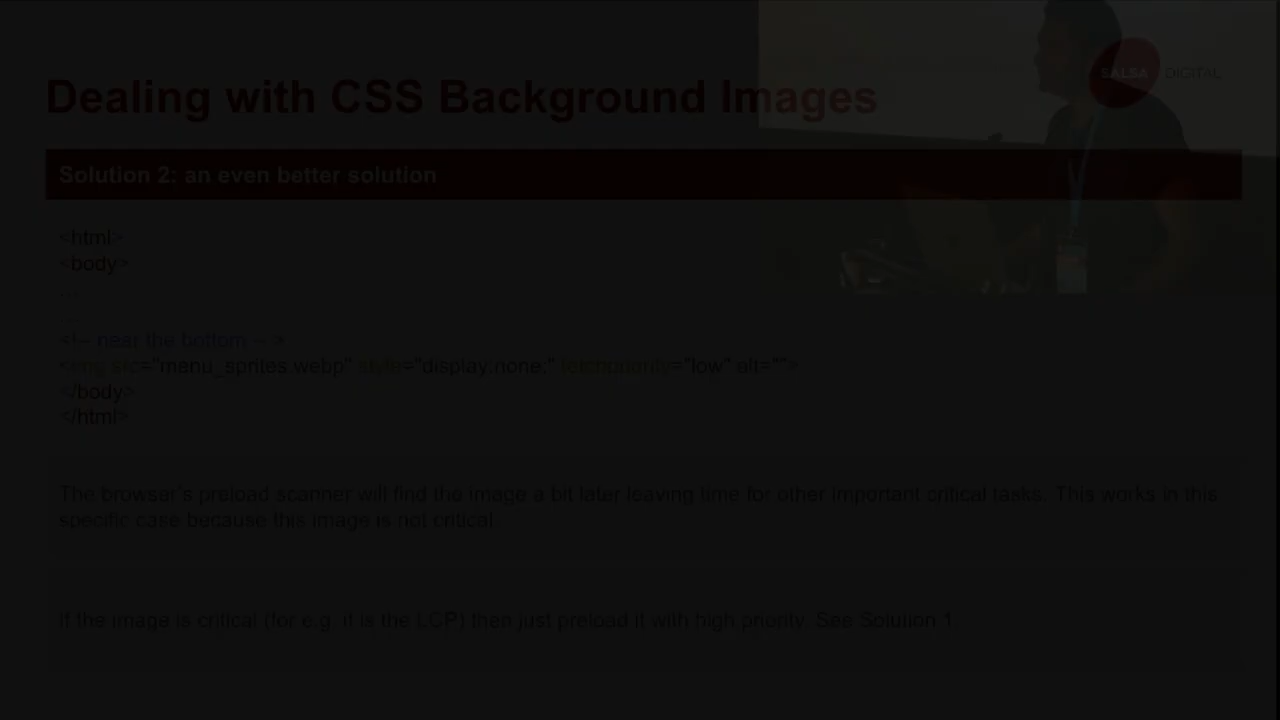 Dealing with CSS Background Images
SALSA DIGITAL
Solution 2: an even better solution
<html>
<body>
...
<!-- near the bottom -- >
<img src="menu_sprites.webp" style="display:none;" fetchpriority="low" alt="">
</body>
</html>
The browser's preload scanner will find the image a bit later leaving time for other important critical tasks. This works in this
specific case because this image is not critical.
If the image is critical (for e.g. it is the LCP) then just preload it with high priority. See Solution 1.